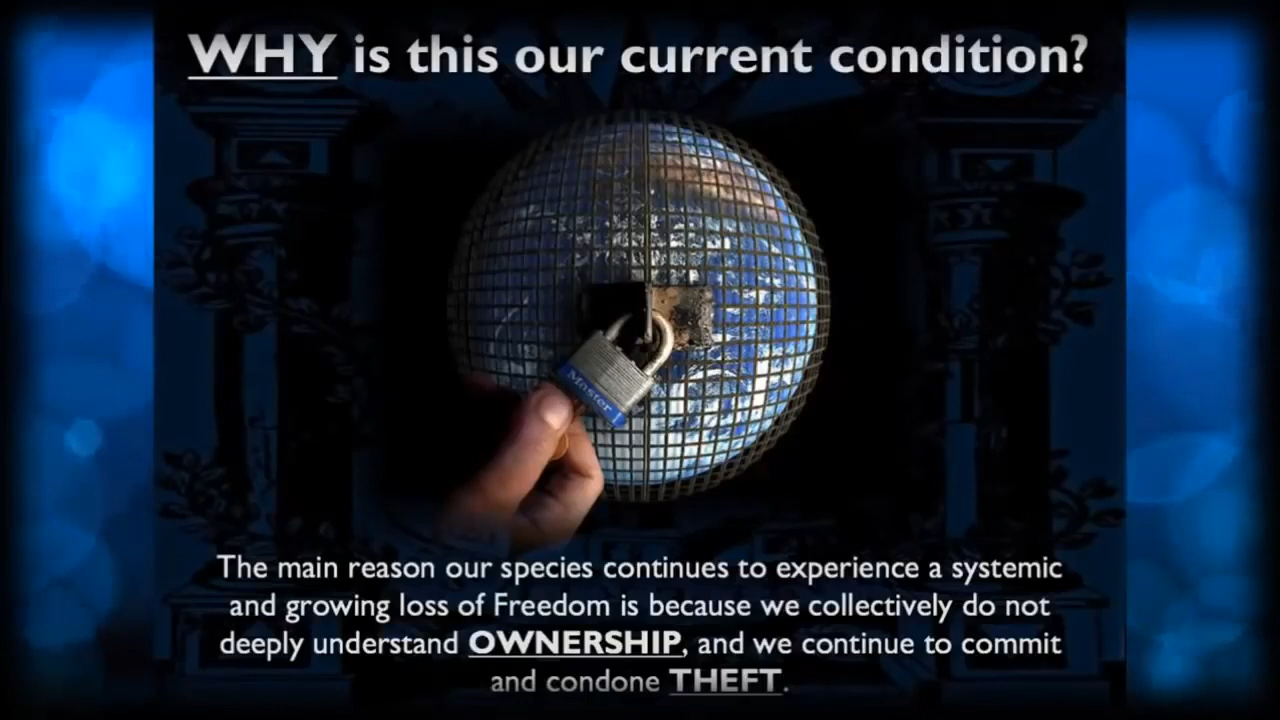 WHY is this our current condition?
Master
The main reason our species continues to experience a systemic
and growing loss of Freedom is because we collectively do not
deeply understand OWNERSHIP, and we continue to commit
and condone THEFT.